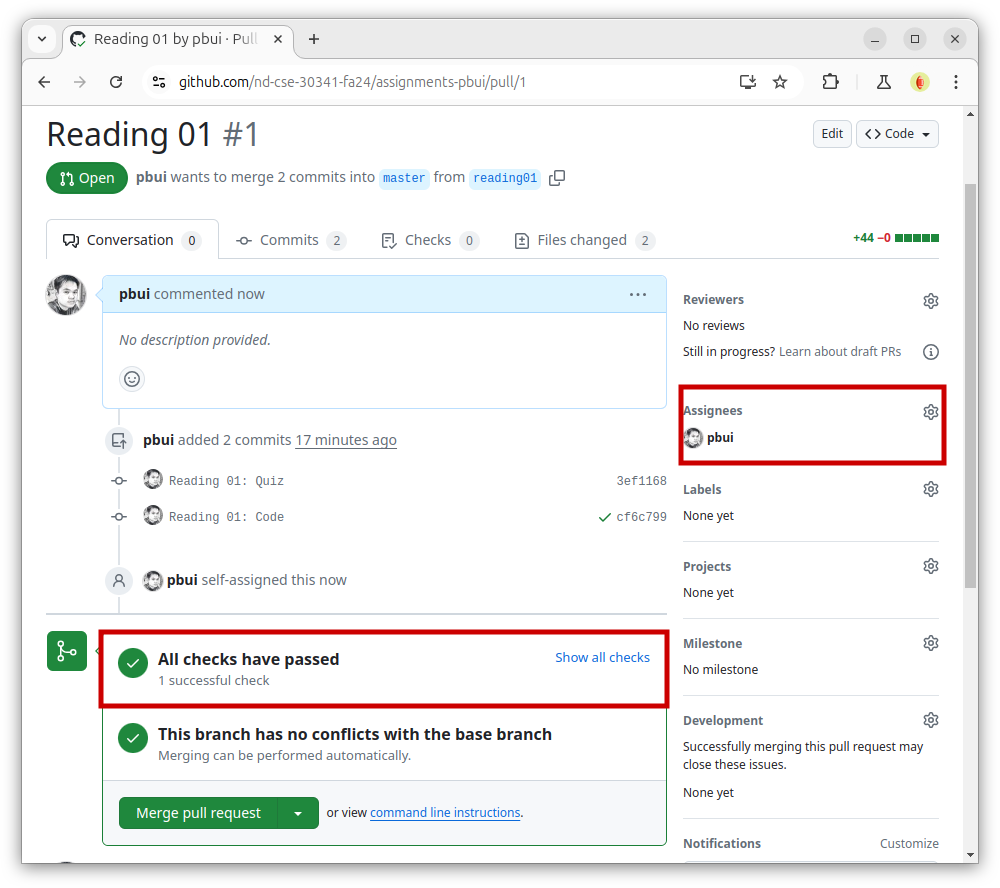 Reading 01 by pbui · Pull
github.com/nd-cse-30341-fa24/assignments-pbui/pull/1
Reading 01 #1
Edit
Code
Open
pbui wants to merge 2 commits into master from reading01
Conversation 0
Commits 2
Checks 0
Files changed 2
+44 −0
pbui commented now
No description provided.
pbui added 2 commits 17 minutes ago
Reading 01: Quiz 3ef1168
Reading 01: Code cf6c799
pbui self-assigned this now
All checks have passed
Show all checks
1 successful check
This branch has no conflicts with the base branch
Merging can be performed automatically.
Merge pull request
or view command line instructions.
Reviewers
No reviews
Still in progress? Learn about draft PRs
Assignees
pbui
Labels
None yet
Projects
None yet
Milestone
No milestone
Development
Successfully merging this pull request may
close these issues.
None yet
Notifications
Customize